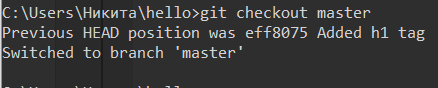 C:\Users\Никита\hello>git checkout master
Previous HEAD position was eff8075 Added h1 tag
Switched to branch 'master'